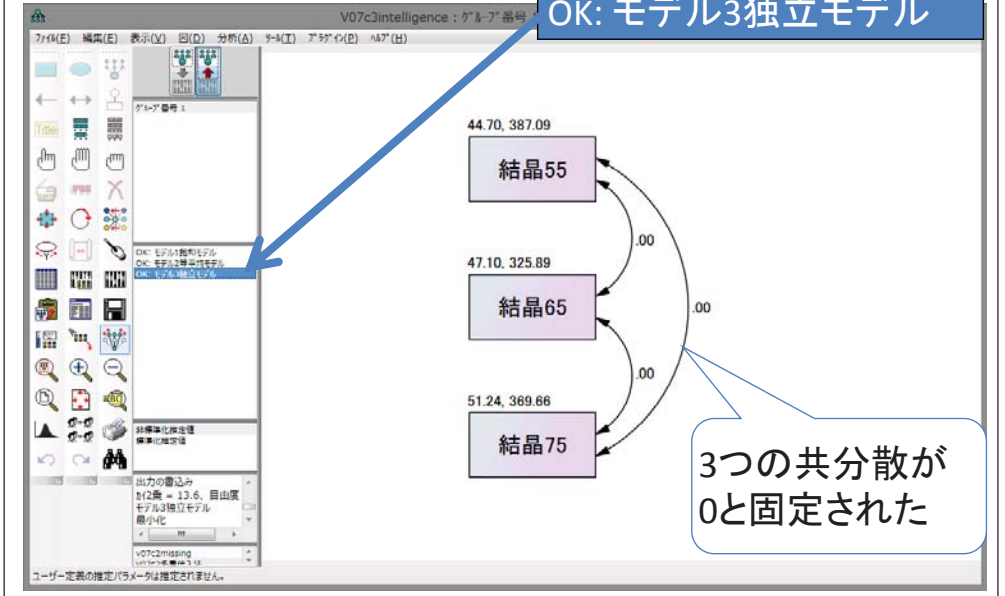 V07c3intelligence : ｸﾞﾙｰﾌﾟ番号
OK: モデル3独立モデル
ﾌｧｲﾙ(F) 編集(E) 表示(V) 図(D) 分析(A) ﾂｰﾙ(T) ﾌﾟﾗｸﾞｲﾝ(P) ﾍﾙﾌﾟ(H)
Title
ｸﾞﾙｰﾌﾟ番号 1
OK: モデル1飽和モデル
OK: モデル2等平均モデル
OK: モデル3独立モデル
非標準化推定値
標準化推定値
出力の書込み
ｶｲ2乗 = 13.6、自由度
モデル3独立モデル
最小化
v07c2missing
44.70, 387.09
結晶55
.00
47.10, 325.89
結晶65
.00
.00
51.24, 369.66
結晶75
3つの共分散が
0と固定された
ユーザー定義の推定パラメータは推定されません。